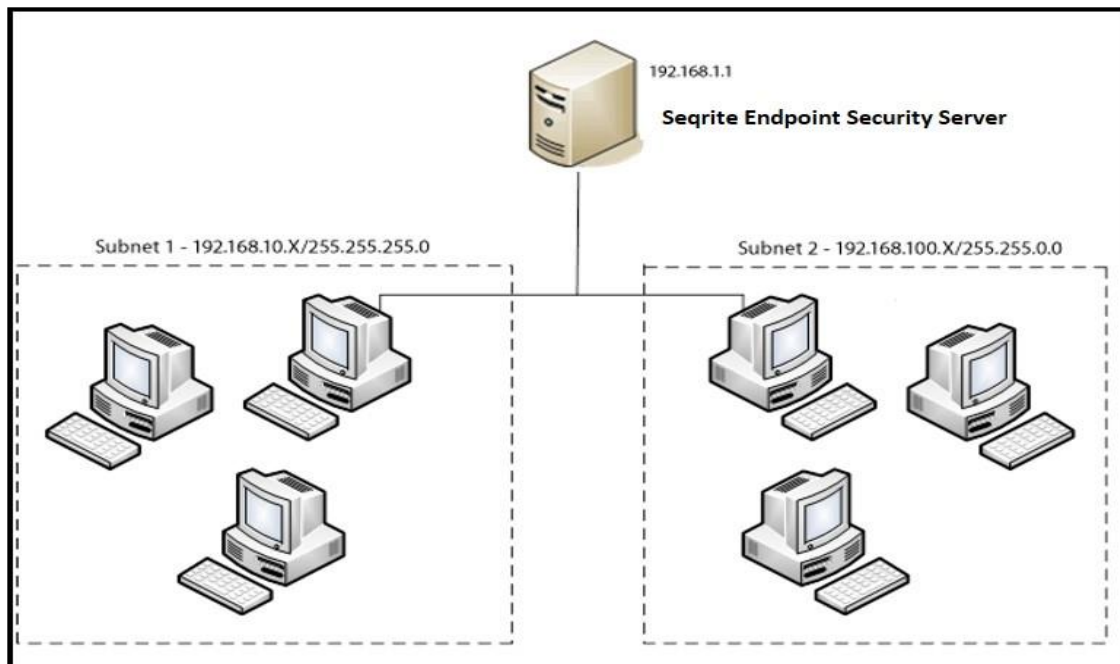 192.168.1.1
Seqrite Endpoint Security Server
Subnet 1 - 192.168.10.X/255.255.255.0
Subnet 2 - 192.168.100.X/255.255.0.0